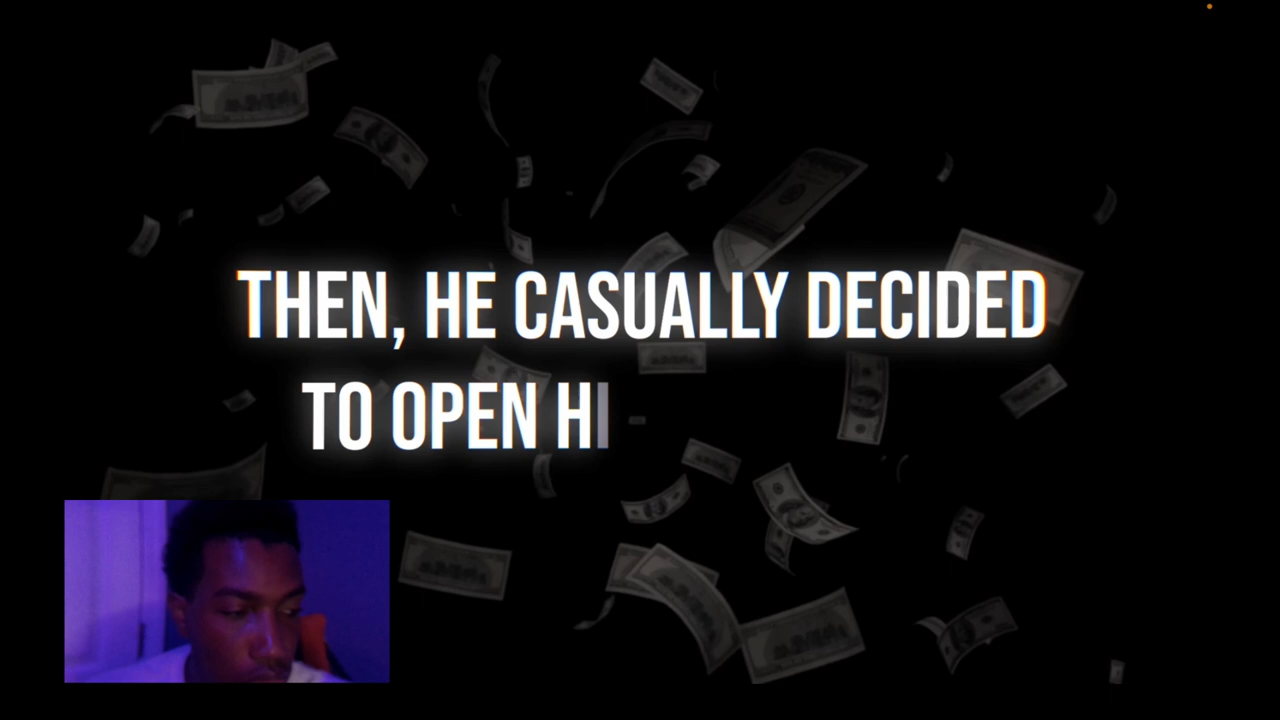 THEN, HE CASUALLY DECIDED
TO OPEN HI